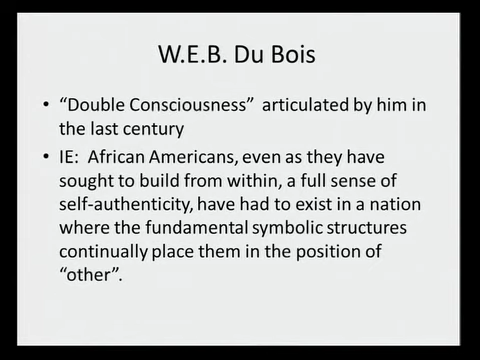 W.E.B. Du Bois
• “Double Consciousness”  articulated by him in
the last century
• IE:  African Americans, even as they have
sought to build from within, a full sense of
self-authenticity, have had to exist in a nation
where the fundamental symbolic structures
continually place them in the position of
“other”.